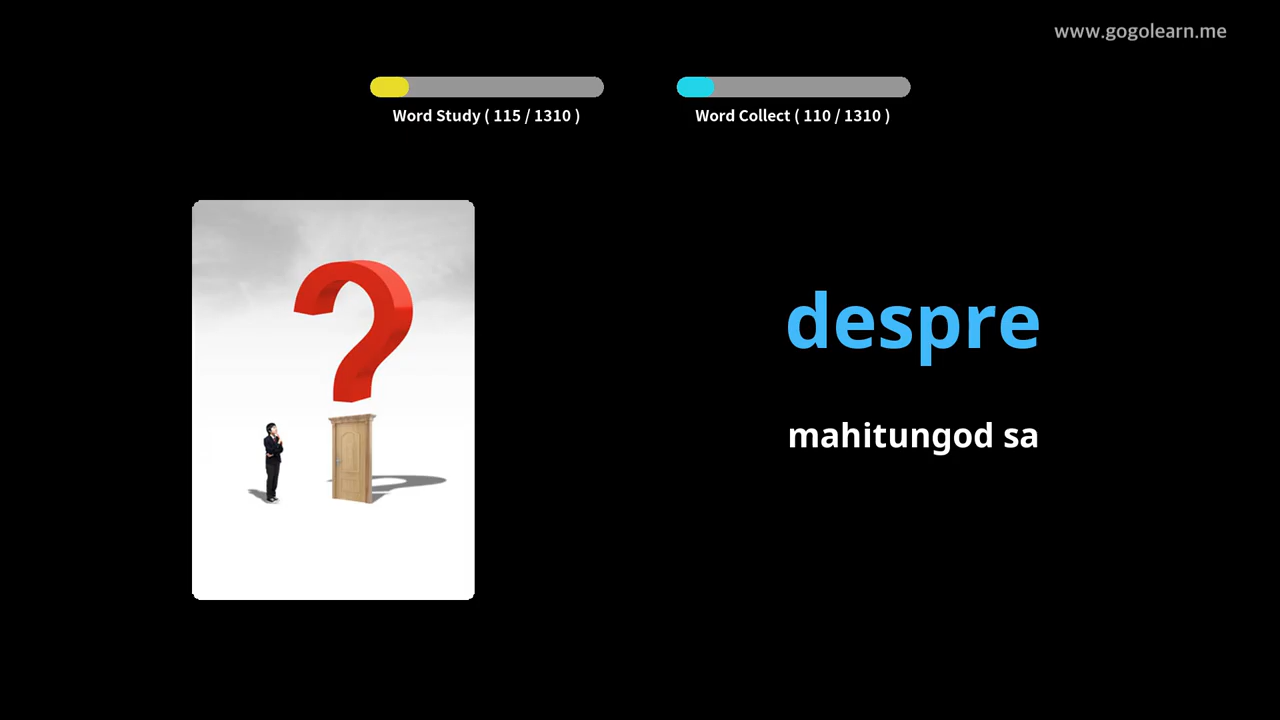 www.gogolearn.me
Word Study ( 115 / 1310 )
Word Collect ( 110 / 1310 )
despre
mahitungod sa